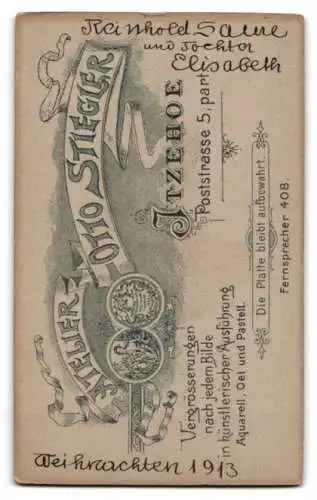 Reinhold Saue
und Tochter
Elisabeth
ATELIER OTTO STIEGLER
ITZEHOE
Poststrasse 5, part.
Vergrösserungen
nach jedem Bilde
in künstlerischer Ausführung
Aquarell, Oel und Pastell.
Die Platte bleibt aufbewahrt.
Fernsprecher 408.
Weihnachten 1913